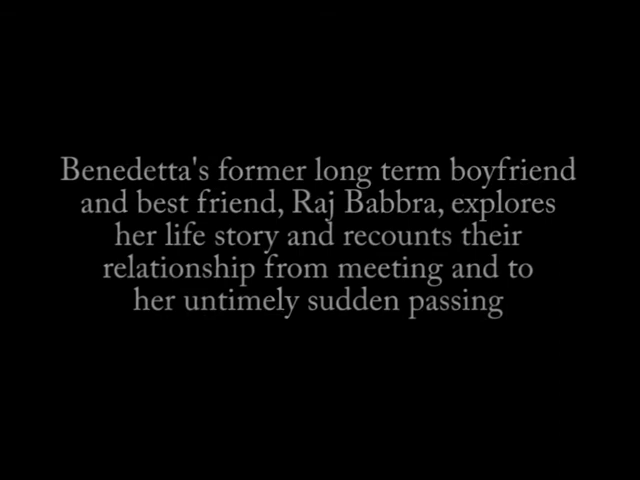 Benedetta's former long term boyfriend
and best friend, Raj Babbra, explores
her life story and recounts their
relationship from meeting and to
her untimely sudden passing